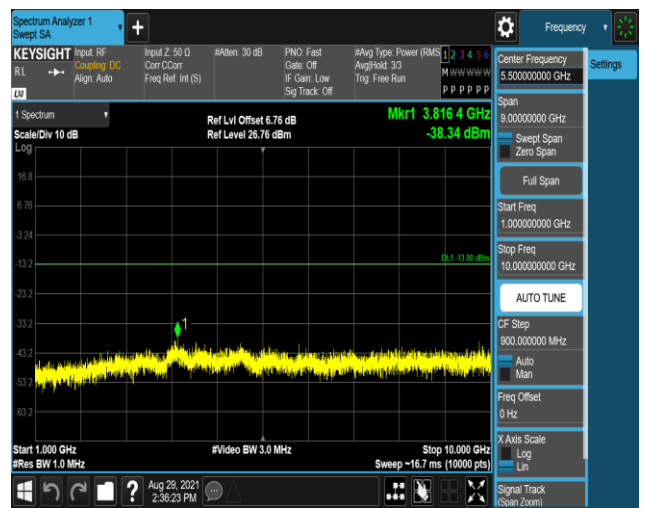 Spectrum Analyzer 1
Swept SA
+
Frequency
KEYSIGHT
RL
LXI
Input: RF
Coupling: DC
Align: Auto
Input Z: 50 Ω
Corr CCorr
Freq Ref: Int (S)
#Atten: 30 dB
PNO: Fast
Gate: Off
IF Gain: Low
Sig Track: Off
#Avg Type: Power (RMS
Avg|Hold: 3/3
Trig: Free Run
1 2 3 4 5 6
M W W W W W
P P P P P P
1 Spectrum
Scale/Div 10 dB
Log
Ref Lvl Offset 6.76 dB
Ref Level 26.76 dBm
Mkr1 3.816 4 GHz
-38.34 dBm
16.8
6.76
-3.24
-13.2
DL1 -13.00 dBm
-23.2
-33.2
1
-43.2
-53.2
-63.2
Start 1.000 GHz
#Res BW 1.0 MHz
#Video BW 3.0 MHz
Stop 10.000 GHz
Sweep ~16.7 ms (10000 pts)
?
Aug 29, 2021
2:36:23 PM
Center Frequency
5.500000000 GHz
Settings
Span
9.00000000 GHz
Swept Span
Zero Span
Full Span
Start Freq
1.000000000 GHz
Stop Freq
10.000000000 GHz
AUTO TUNE
CF Step
900.000000 MHz
Auto
Man
Freq Offset
0 Hz
X Axis Scale
Log
Lin
Signal Track
(Span Zoom)